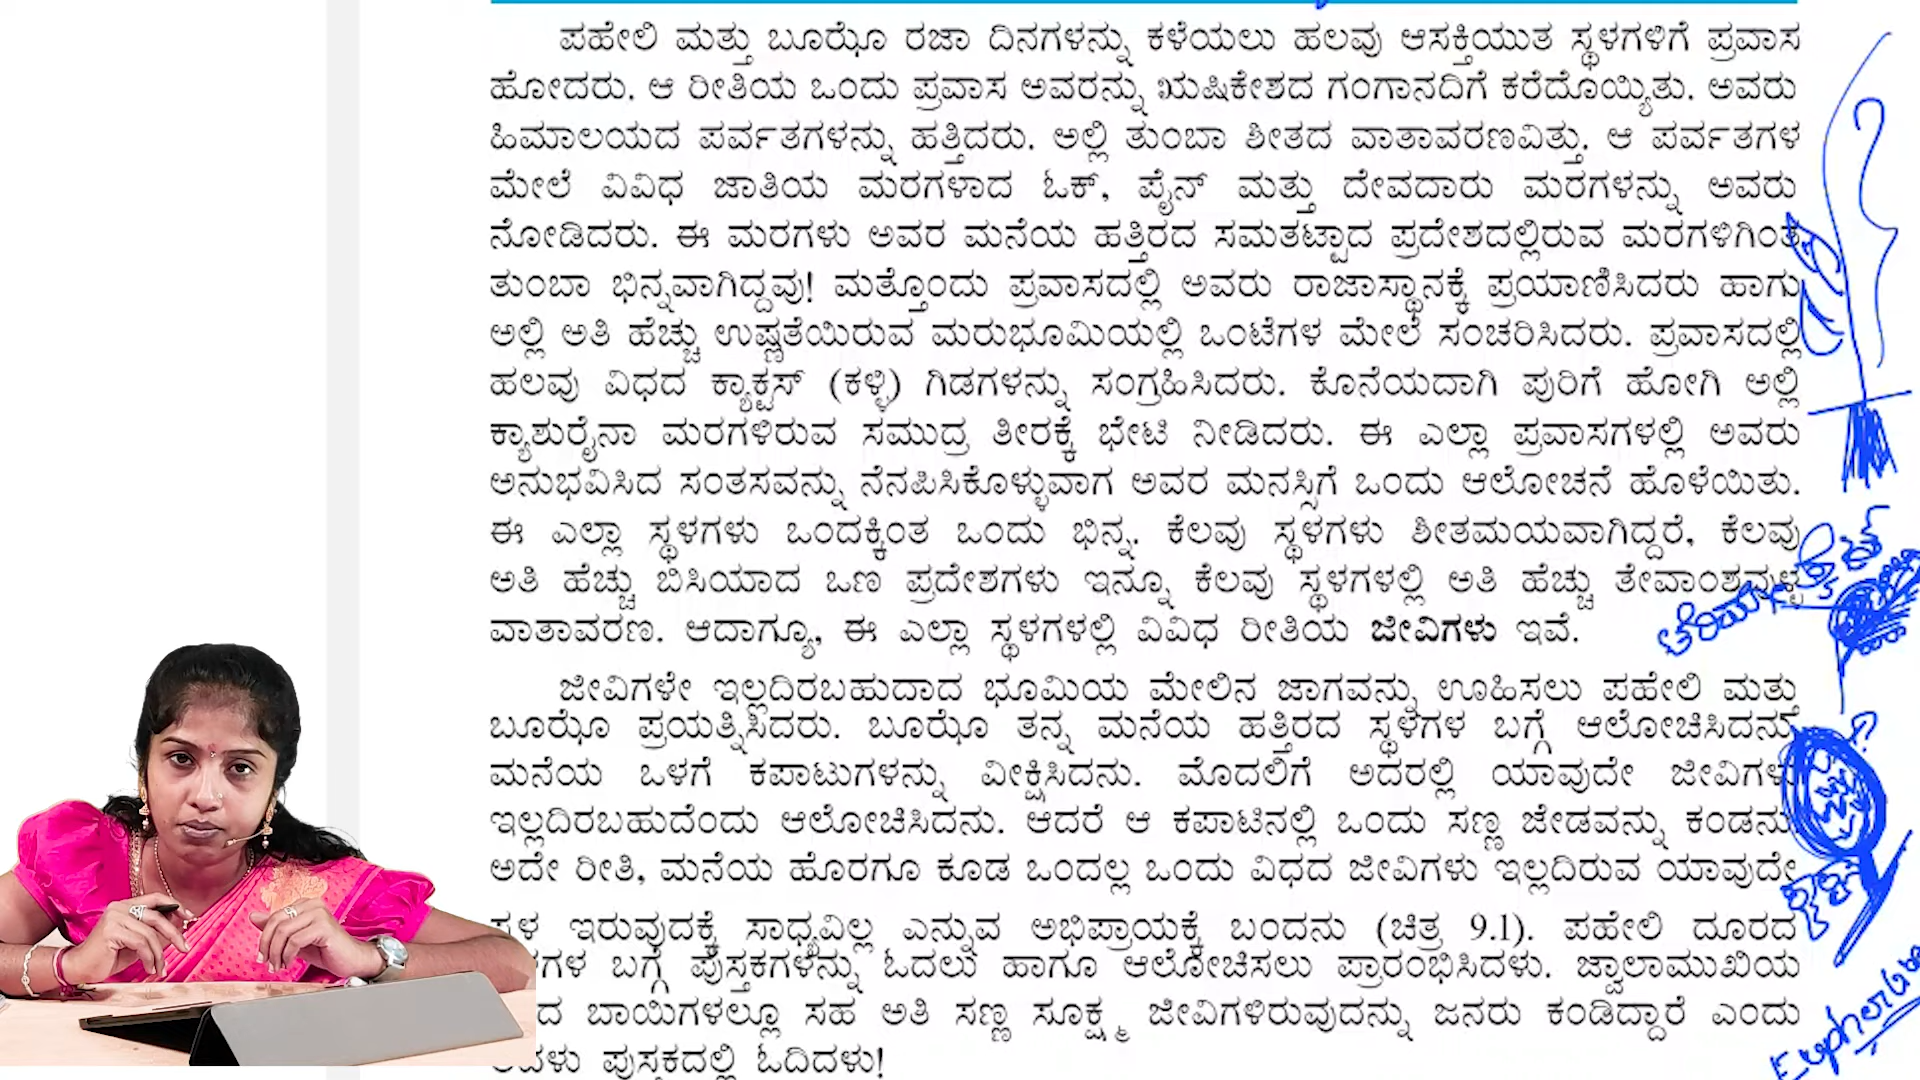 ಪಹೇಲಿ ಮತ್ತು ಬೂಝೊ ರಜಾ ದಿನಗಳನ್ನು ಕಳೆಯಲು ಹಲವು ಆಸಕ್ತಿಯುತ ಸ್ಥಳಗಳಿಗೆ ಪ್ರವಾಸ
ಹೋದರು. ಆ ರೀತಿಯ ಒಂದು ಪ್ರವಾಸ ಅವರನ್ನು ಋಷಿಕೇಶದ ಗಂಗಾನದಿಗೆ ಕರೆದೊಯ್ಯಿತು. ಅವರು
ಹಿಮಾಲಯದ ಪರ್ವತಗಳನ್ನು ಹತ್ತಿದರು. ಅಲ್ಲಿ ತುಂಬಾ ಶೀತದ ವಾತಾವರಣವಿತ್ತು. ಆ ಪರ್ವತಗಳ
ಮೇಲೆ ವಿವಿಧ ಜಾತಿಯ ಮರಗಳಾದ ಓಕ್, ಪೈನ್ ಮತ್ತು ದೇವದಾರು ಮರಗಳನ್ನು ಅವರು
ನೋಡಿದರು. ಈ ಮರಗಳು ಅವರ ಮನೆಯ ಹತ್ತಿರದ ಸಮತಟ್ಟಾದ ಪ್ರದೇಶದಲ್ಲಿರುವ ಮರಗಳಿಗಿಂತ
ತುಂಬಾ ಭಿನ್ನವಾಗಿದ್ದವು! ಮತ್ತೊಂದು ಪ್ರವಾಸದಲ್ಲಿ ಅವರು ರಾಜಾಸ್ಥಾನಕ್ಕೆ ಪ್ರಯಾಣಿಸಿದರು ಹಾಗು
ಅಲ್ಲಿ ಅತಿ ಹೆಚ್ಚು ಉಷ್ಣತೆಯಿರುವ ಮರುಭೂಮಿಯಲ್ಲಿ ಒಂಟೆಗಳ ಮೇಲೆ ಸಂಚರಿಸಿದರು. ಪ್ರವಾಸದಲ್ಲಿ
ಹಲವು ವಿಧದ ಕ್ಯಾಕ್ಟಸ್ (ಕಳ್ಳಿ) ಗಿಡಗಳನ್ನು ಸಂಗ್ರಹಿಸಿದರು. ಕೊನೆಯದಾಗಿ ಪುರಿಗೆ ಹೋಗಿ ಅಲ್ಲಿ
ಕ್ಯಾಶುರೈನಾ ಮರಗಳಿರುವ ಸಮುದ್ರ ತೀರಕ್ಕೆ ಭೇಟಿ ನೀಡಿದರು. ಈ ಎಲ್ಲಾ ಪ್ರವಾಸಗಳಲ್ಲಿ ಅವರು
ಅನುಭವಿಸಿದ ಸಂತಸವನ್ನು ನೆನಪಿಸಿಕೊಳ್ಳುವಾಗ ಅವರ ಮನಸ್ಸಿಗೆ ಒಂದು ಆಲೋಚನೆ ಹೊಳೆಯಿತು.
ಈ ಎಲ್ಲಾ ಸ್ಥಳಗಳು ಒಂದಕ್ಕಿಂತ ಒಂದು ಭಿನ್ನ. ಕೆಲವು ಸ್ಥಳಗಳು ಶೀತಮಯವಾಗಿದ್ದರೆ, ಕೆಲವು
ಅತಿ ಹೆಚ್ಚು ಬಿಸಿಯಾದ ಒಣ ಪ್ರದೇಶಗಳು ಇನ್ನೂ ಕೆಲವು ಸ್ಥಳಗಳಲ್ಲಿ ಅತಿ ಹೆಚ್ಚು ತೇವಾಂಶವುಳ್ಳ
ವಾತಾವರಣ. ಆದಾಗ್ಯೂ, ಈ ಎಲ್ಲಾ ಸ್ಥಳಗಳಲ್ಲಿ ವಿವಿಧ ರೀತಿಯ ಜೀವಿಗಳು ಇವೆ.
ಜೀವಿಗಳೇ ಇಲ್ಲದಿರಬಹುದಾದ ಭೂಮಿಯ ಮೇಲಿನ ಜಾಗವನ್ನು ಊಹಿಸಲು ಪಹೇಲಿ ಮತ್ತು
ಬೂಝೊ ಪ್ರಯತ್ನಿಸಿದರು. ಬೂಝೊ ತನ್ನ ಮನೆಯ ಹತ್ತಿರದ ಸ್ಥಳಗಳ ಬಗ್ಗೆ ಆಲೋಚಿಸಿದನು
ಮನೆಯ ಒಳಗೆ ಕಪಾಟುಗಳನ್ನು ವೀಕ್ಷಿಸಿದನು. ಮೊದಲಿಗೆ ಅದರಲ್ಲಿ ಯಾವುದೇ ಜೀವಿಗಳು
ಇಲ್ಲದಿರಬಹುದೆಂದು ಆಲೋಚಿಸಿದನು. ಆದರೆ ಆ ಕಪಾಟಿನಲ್ಲಿ ಒಂದು ಸಣ್ಣ ಜೇಡವನ್ನು ಕಂಡನು
ಅದೇ ರೀತಿ, ಮನೆಯ ಹೊರಗೂ ಕೂಡ ಒಂದಲ್ಲ ಒಂದು ವಿಧದ ಜೀವಿಗಳು ಇಲ್ಲದಿರುವ ಯಾವುದೇ
ಇರುವುದಕ್ಕೆ ಸಾಧ್ಯವಿಲ್ಲ ಎನ್ನುವ ಅಭಿಪ್ರಾಯಕ್ಕೆ ಬಂದನು (ಚಿತ್ರ 9.1). ಪಹೇಲಿ ದೂರದ
ಬಗ್ಗೆ ಪುಸ್ತಕಗಳನ್ನು ಓದಲು ಹಾಗೂ ಆಲೋಚಿಸಲು ಪ್ರಾರಂಭಿಸಿದಳು. ಜ್ವಾಲಾಮುಖಿಯ
ಬಾಯಿಗಳಲ್ಲೂ ಸಹ ಅತಿ ಸಣ್ಣ ಸೂಕ್ಷ್ಮ ಜೀವಿಗಳಿರುವುದನ್ನು ಜನರು ಕಂಡಿದ್ದಾರೆ ಎಂದು
ಪುಸ್ತಕದಲ್ಲಿ ಓದಿದಳು!